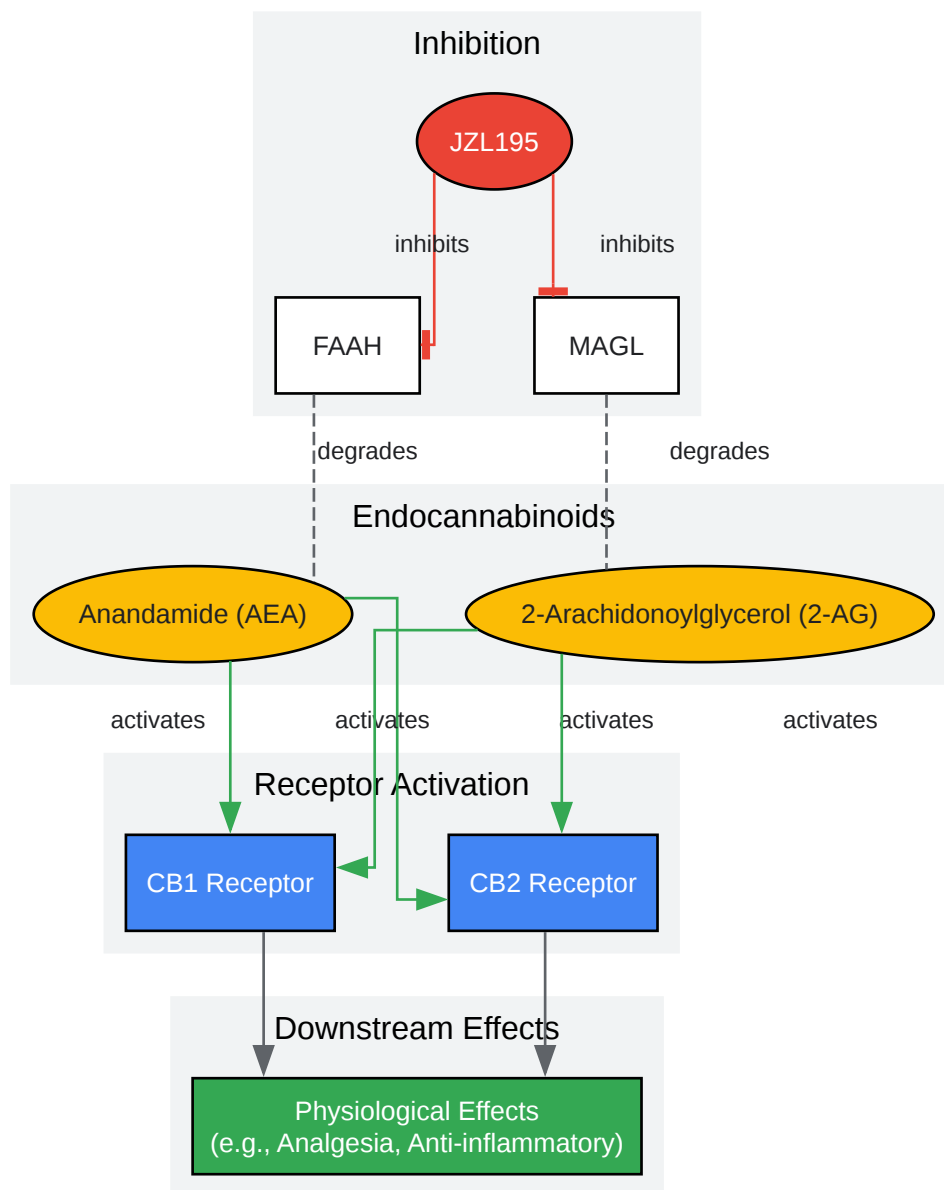 Inhibition
JZL195
inhibits
inhibits
FAAH
MAGL
degrades
degrades
Endocannabinoids
Anandamide (AEA)
2-Arachidonoylglycerol (2-AG)
activates
activates
activates
activates
Receptor Activation
CB1 Receptor
CB2 Receptor
Downstream Effects
Physiological Effects
(e.g., Analgesia, Anti-inflammatory)